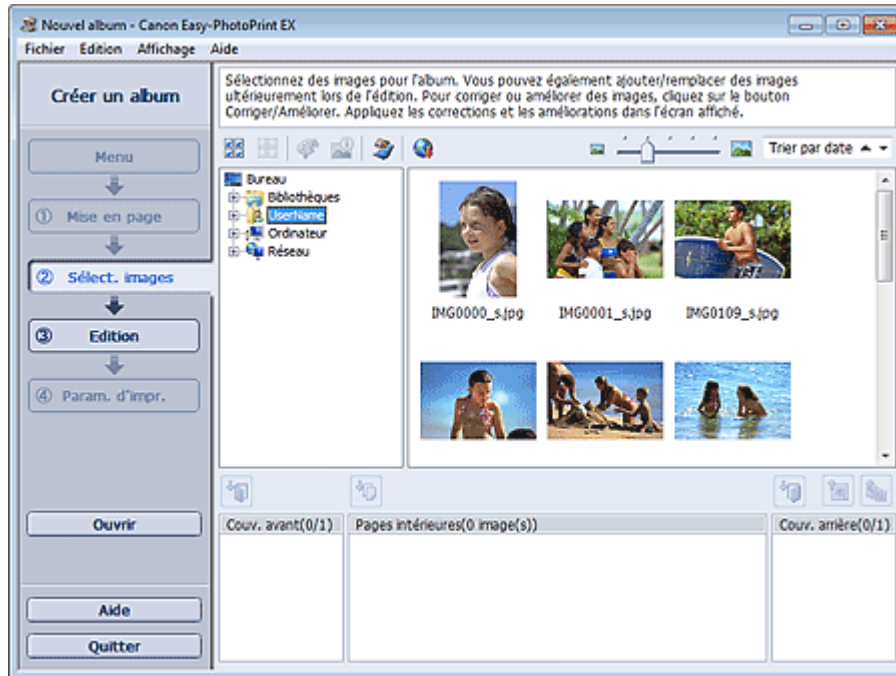 Nouvel album - Canon Easy-PhotoPrint EX
Fichier Edition Affichage Aide
Créer un album
Menu
① Mise en page
② Sélect. images
③ Edition
④ Param. d'impr.
Ouvrir
Aide
Quitter
Sélectionnez des images pour l'album. Vous pouvez également ajouter/remplacer des images
ultérieurement lors de l'édition. Pour corriger ou améliorer des images, cliquez sur le bouton
Corriger/Améliorer. Appliquez les corrections et les améliorations dans l'écran affiché.
Trier par date
Bureau
Bibliothèques
UserName
Ordinateur
Réseau
IMG0000_s.jpg IMG0001_s.jpg IMG0109_s.jpg
Couv. avant(0/1) Pages intérieures(0 image(s)) Couv. arrière(0/1)